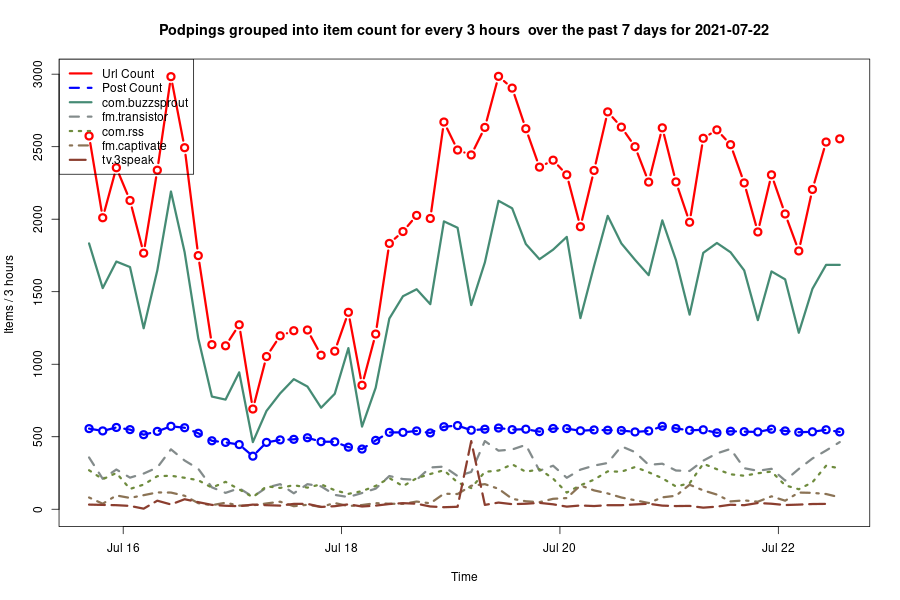 Podpings grouped into item count for every 3 hours  over the past 7 days for 2021-07-22
Url Count
Post Count
com.buzzsprout
fm.transistor
com.rss
fm.captivate
tv.3speak
Items / 3 hours
3000
2500
2000
1500
1000
500
0
Jul 16
Jul 18
Jul 20
Jul 22
Time